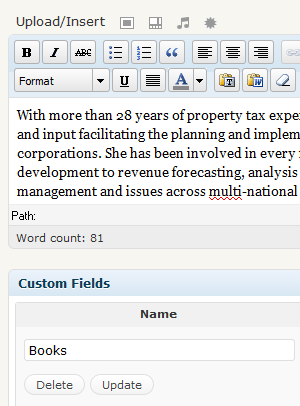 Upload/Insert
B I ABC
Format U A T W
With more than 28 years of property tax expe
and input facilitating the planning and implem
corporations. She has been involved in every
development to revenue forecasting, analysis
management and issues across multi-national
Path:
Word count: 81
Custom Fields
Name
Books
Delete Update